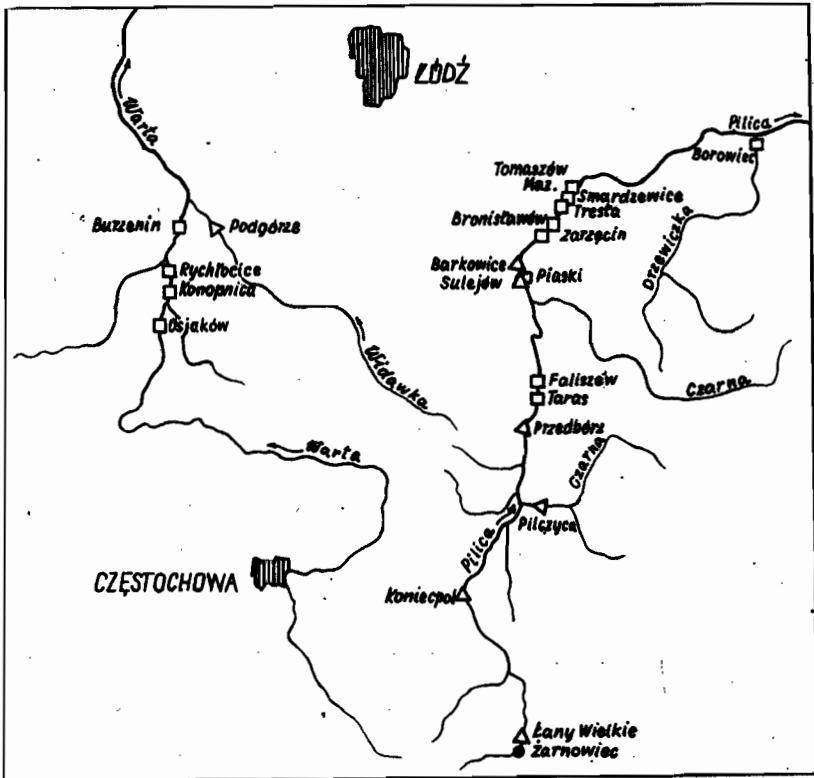 ŁÓDŹ
Warta
Pilica
Borowiec
Tomaszów
Maz.
Smardzewice
Tresta
Bronisławów
Zarzęcin
Drzewiczka
Burzenin
Podgórze
Barkowice
Piaski
Sulejów
Rychłocice
Konopnica
Osjaków
Widawka
Faliszew
Taras
Czarna
Przedbórz
Warta
Czarna
Pilczyca
Pilica
CZĘSTOCHOWA
Koniecpol
Łany Wielkie
Żarnowiec